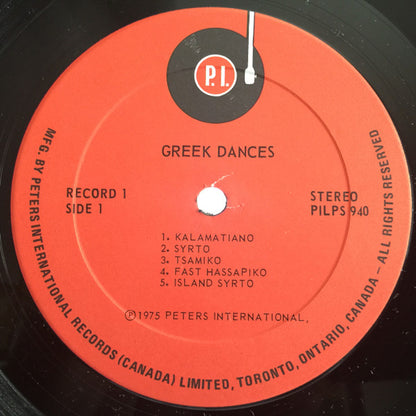 P.I.
GREEK DANCES
RECORD 1
SIDE 1
STEREO
PILPS 940
1. KALAMATIANO
2. SYRTO
3. TSAMIKO
4. FAST HASSAPIKO
5. ISLAND SYRTO
Ⓟ1975 PETERS INTERNATIONAL.
MFG. BY PETERS INTERNATIONAL RECORDS (CANADA) LIMITED, TORONTO, ONTARIO, CANADA – ALL RIGHTS RESERVED